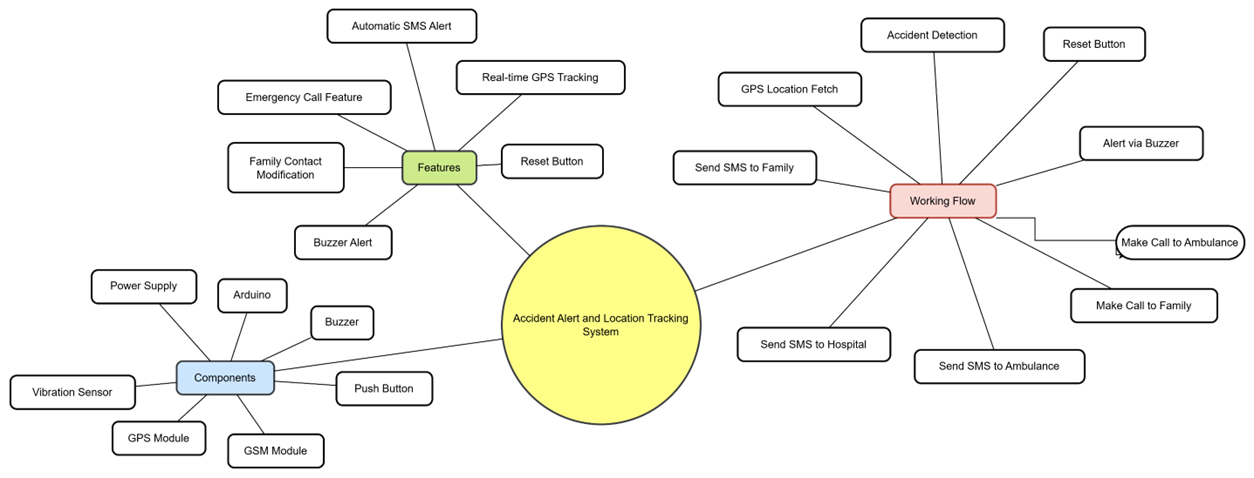 Automatic SMS Alert
Real-time GPS Tracking
Emergency Call Feature
Family Contact
Modification
Features
Reset Button
Buzzer Alert
Accident Detection
Reset Button
GPS Location Fetch
Alert via Buzzer
Send SMS to Family
Working Flow
Make Call to Ambulance
Make Call to Family
Send SMS to Hospital
Send SMS to Ambulance
Accident Alert and Location Tracking
System
Power Supply
Arduino
Buzzer
Components
Vibration Sensor
Push Button
GPS Module
GSM Module